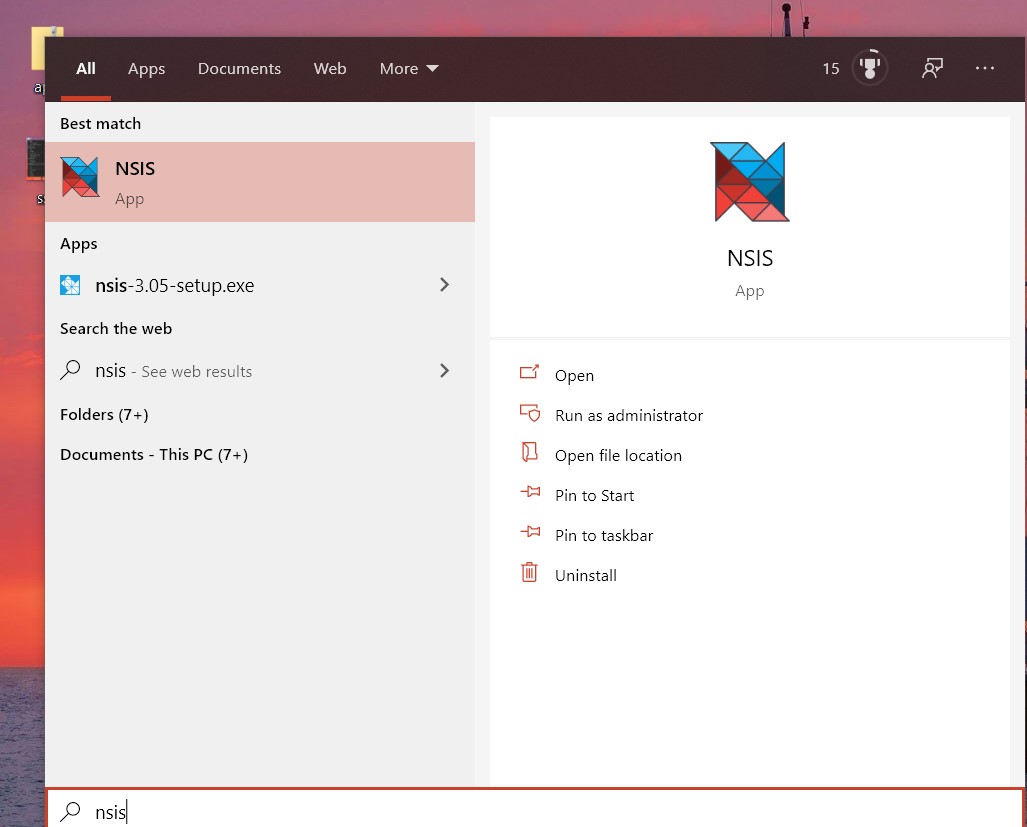 All Apps Documents Web More 15
Best match
NSIS
App
Apps
nsis-3.05-setup.exe
Search the web
nsis - See web results
Folders (7+)
Documents - This PC (7+)
NSIS
App
Open
Run as administrator
Open file location
Pin to Start
Pin to taskbar
Uninstall
nsis